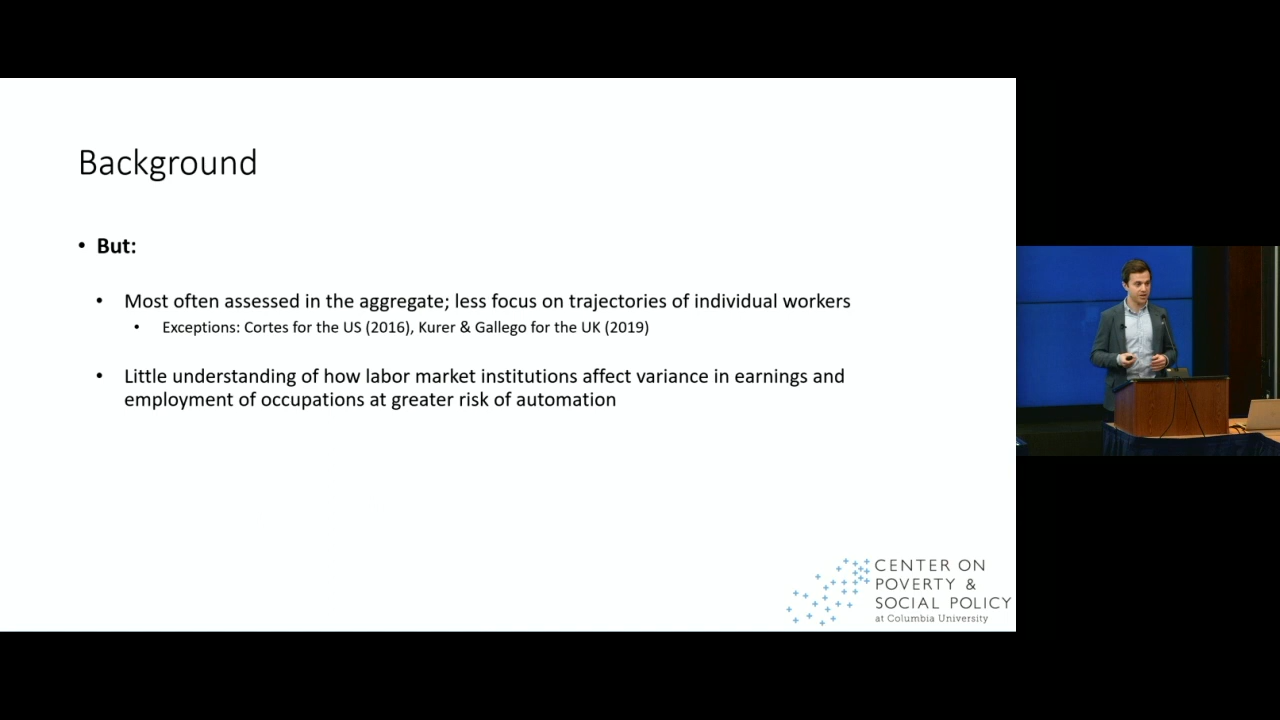 Background
• But:
• Most often assessed in the aggregate; less focus on trajectories of individual workers
• Exceptions: Cortes for the US (2016), Kurer & Gallego for the UK (2019)
• Little understanding of how labor market institutions affect variance in earnings and
employment of occupations at greater risk of automation
CENTER ON
POVERTY &
SOCIAL POLICY
at Columbia University